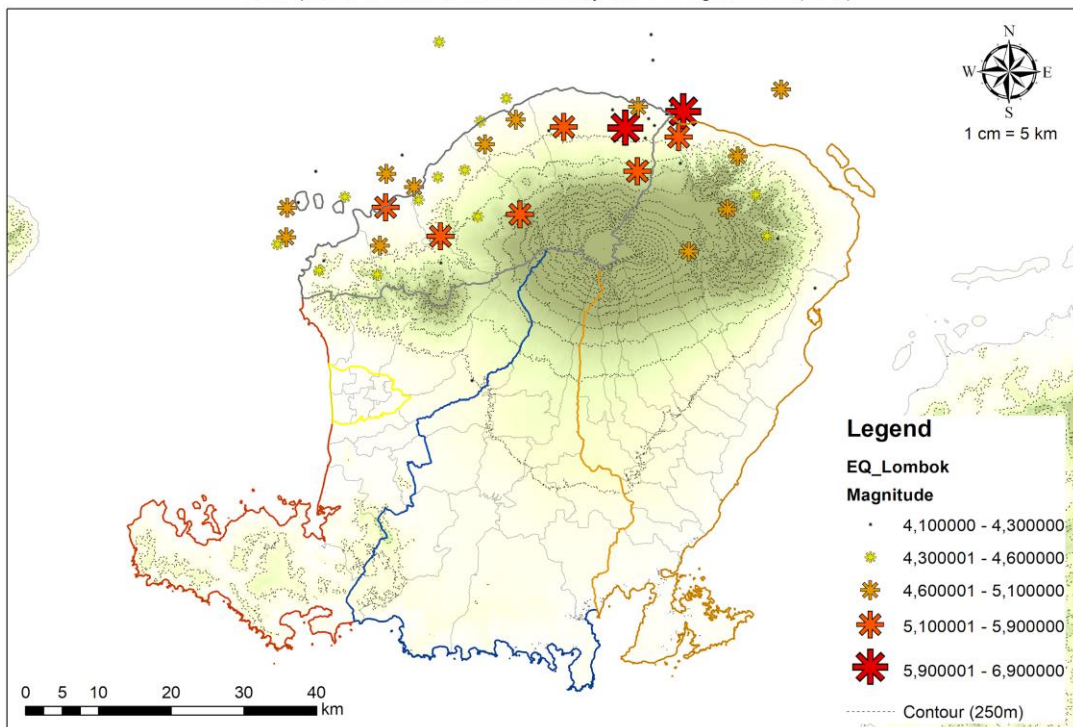 N
W E
S
1 cm = 5 km
Legend
EQ_Lombok
Magnitude
4,100000 - 4,300000
4,300001 - 4,600000
4,600001 - 5,100000
5,100001 - 5,900000
5,900001 - 6,900000
Contour (250m)
0 5 10 20 30 40
km